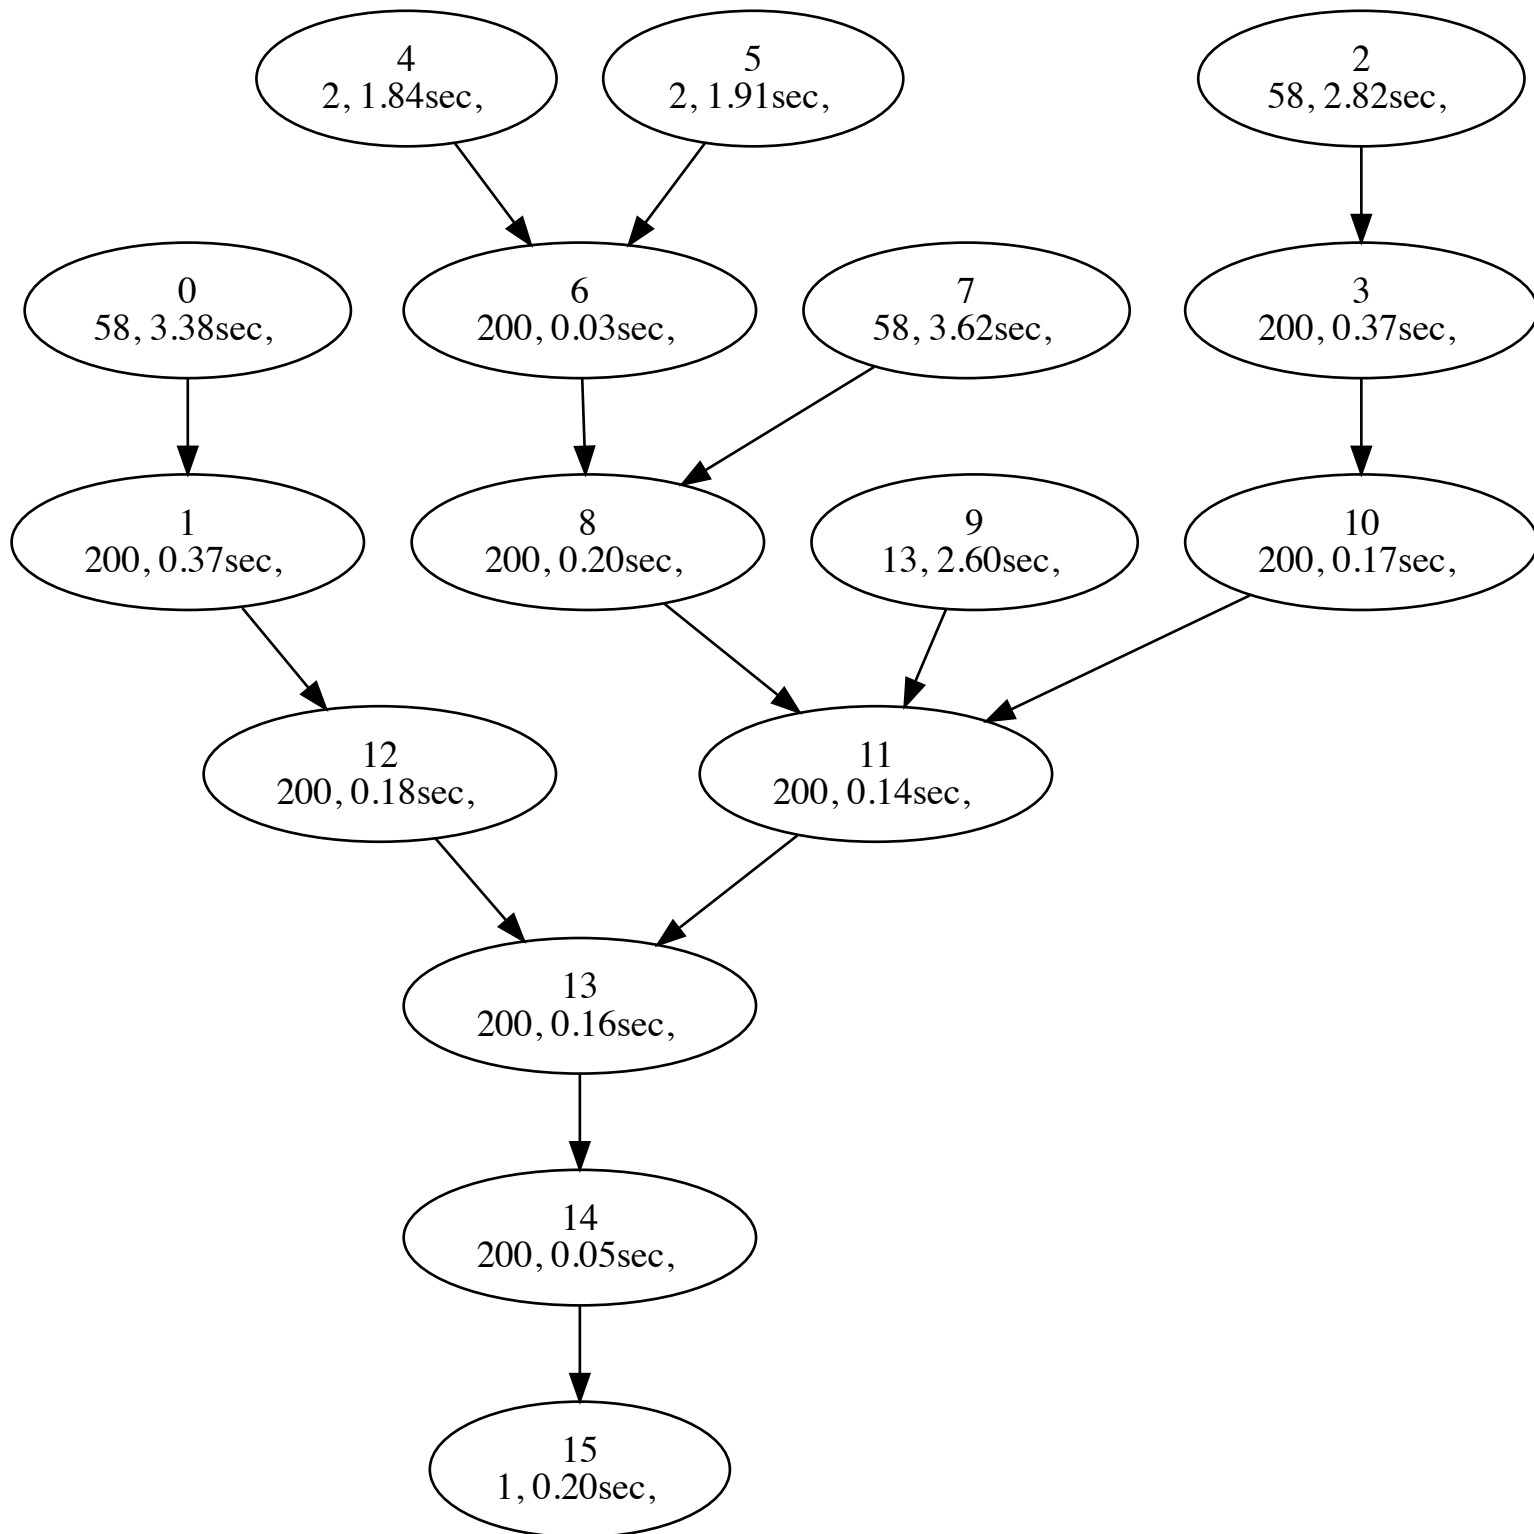 4
2, 1.84sec,
5
2, 1.91sec,
2
58, 2.82sec,
0
58, 3.38sec,
6
200, 0.03sec,
7
58, 3.62sec,
3
200, 0.37sec,
1
200, 0.37sec,
8
200, 0.20sec,
9
13, 2.60sec,
10
200, 0.17sec,
12
200, 0.18sec,
11
200, 0.14sec,
13
200, 0.16sec,
14
200, 0.05sec,
15
1, 0.20sec,